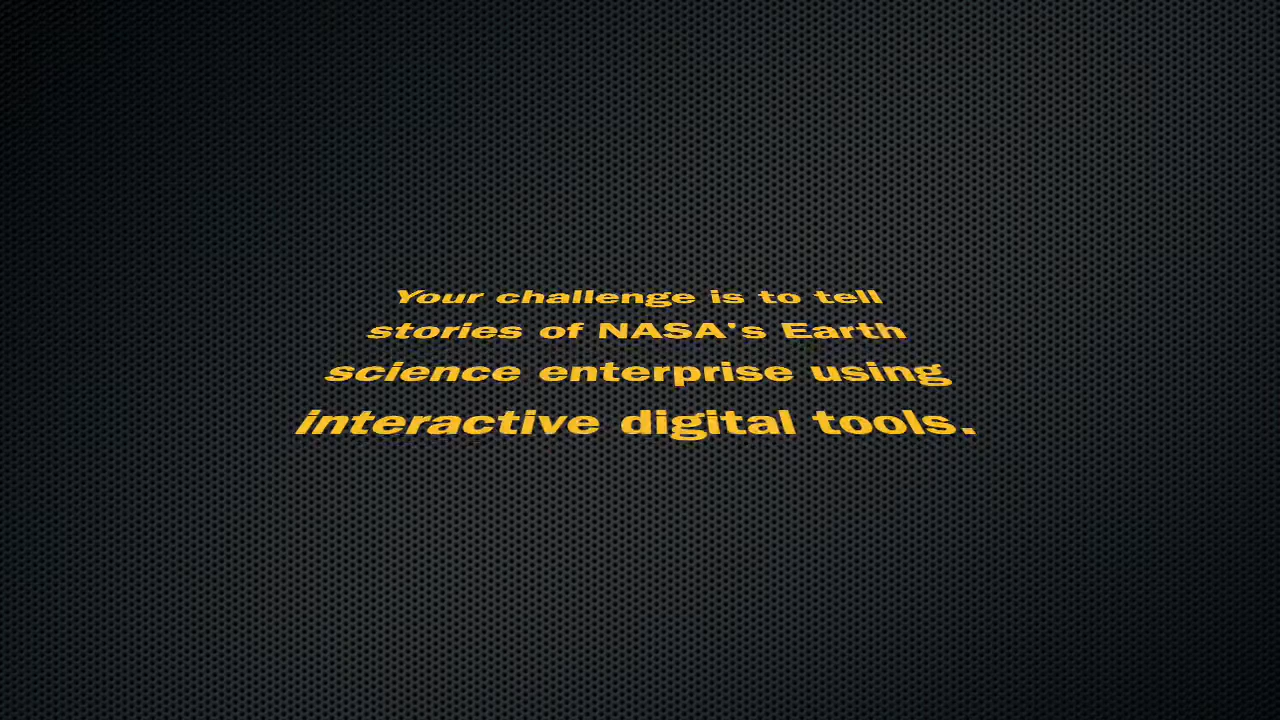 Your challenge is to tell
stories of NASA's Earth
science enterprise using
interactive digital tools.